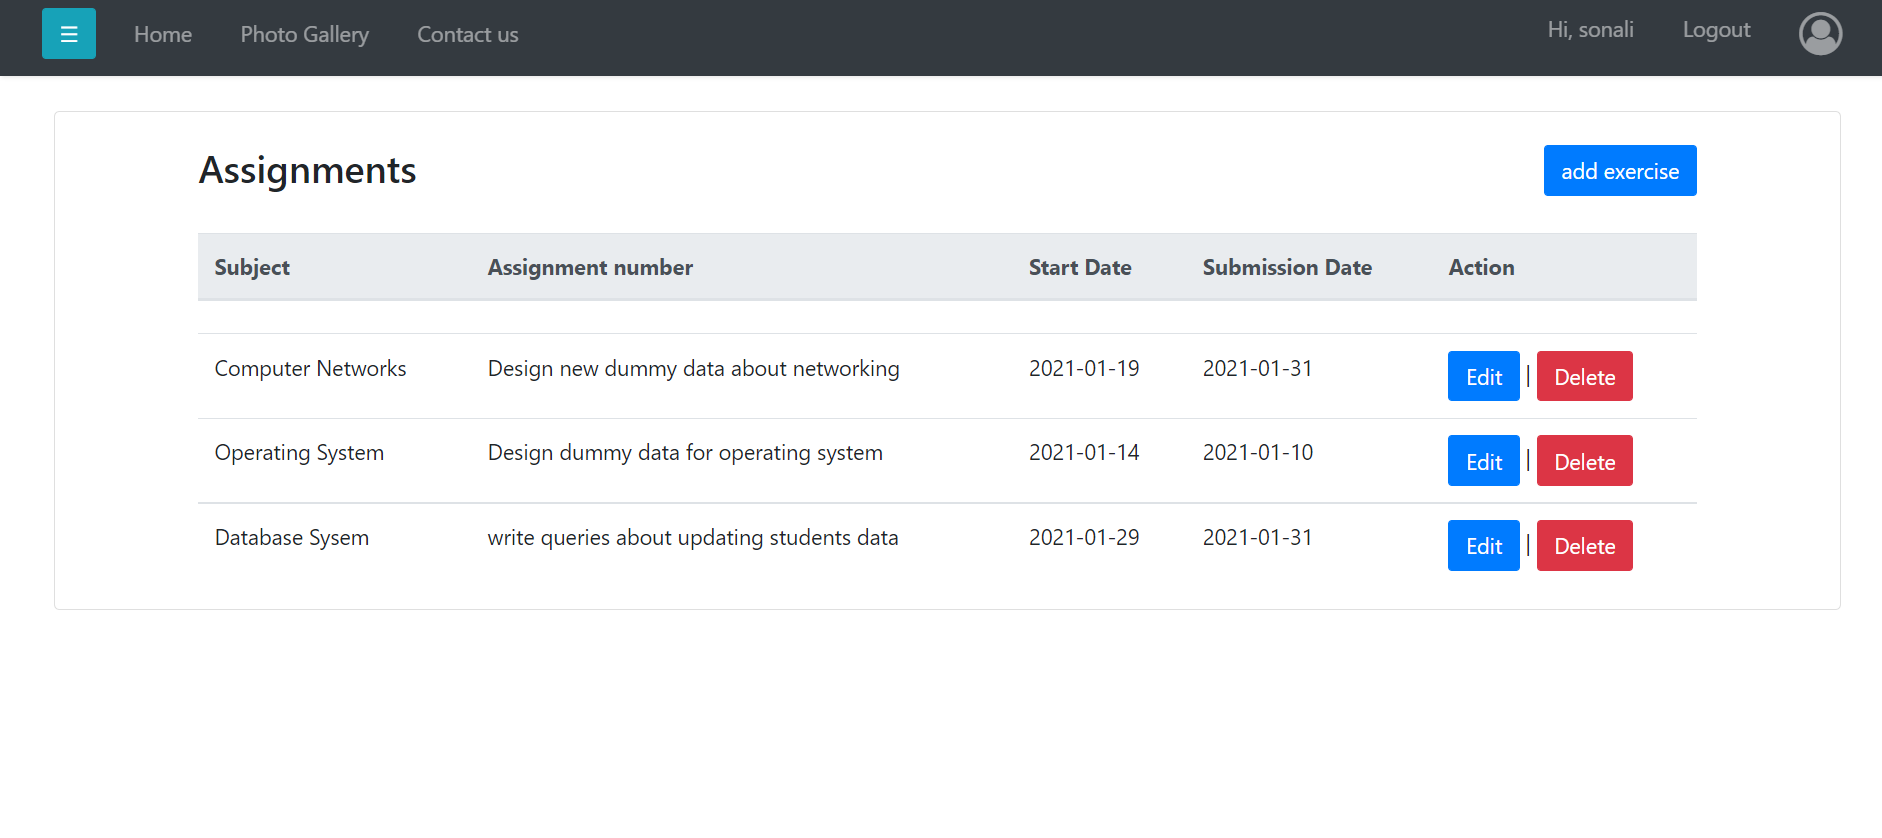 ☰ Home Photo Gallery Contact us Hi, sonali Logout
Assignments add exercise
Subject Assignment number Start Date Submission Date Action
Computer Networks Design new dummy data about networking 2021-01-19 2021-01-31 Edit | Delete
Operating System Design dummy data for operating system 2021-01-14 2021-01-10 Edit | Delete
Database Sysem write queries about updating students data 2021-01-29 2021-01-31 Edit | Delete